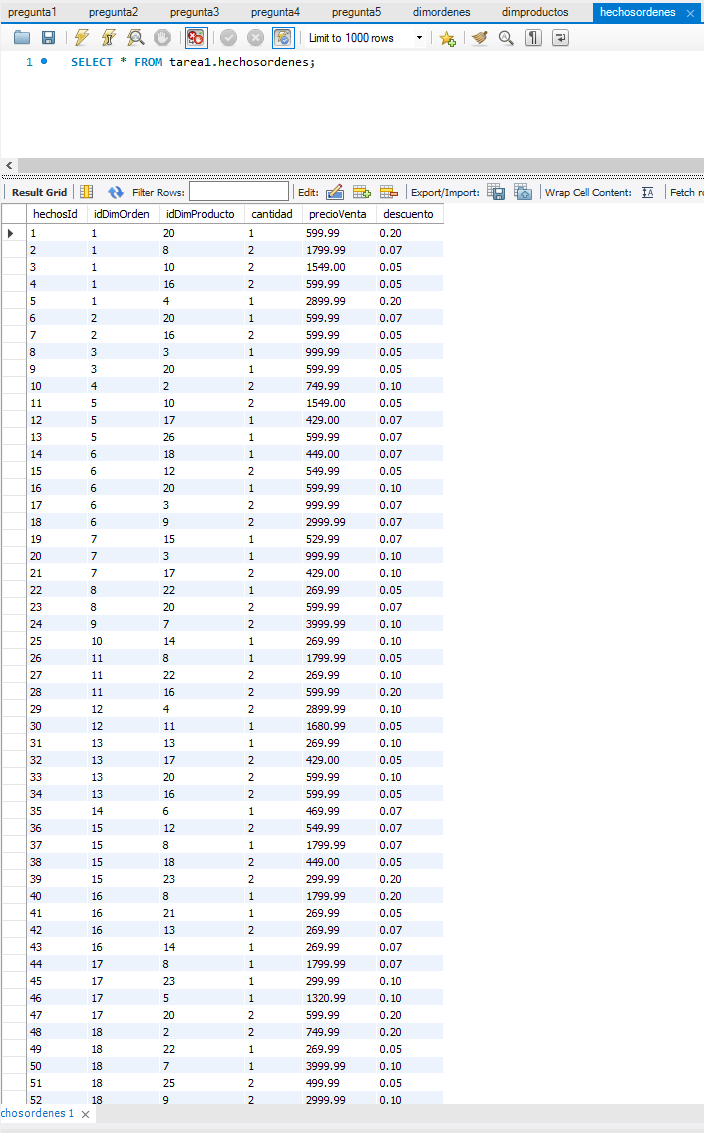 pregunta1 pregunta2 pregunta3 pregunta4 pregunta5 dimordenes dimproductos hechosordenes
Limit to 1000 rows
1 SELECT * FROM tarea1.hechosordenes;
Result Grid Filter Rows: Edit: Export/Import: Wrap Cell Content: Fetch ro
hechosId idDimOrden idDimProducto cantidad precioVenta descuento
1 1 20 1 599.99 0.20
2 1 8 2 1799.99 0.07
3 1 10 2 1549.00 0.05
4 1 16 2 599.99 0.05
5 1 4 1 2899.99 0.20
6 2 20 1 599.99 0.07
7 2 16 2 599.99 0.05
8 3 3 1 999.99 0.05
9 3 20 1 599.99 0.05
10 4 2 2 749.99 0.10
11 5 10 2 1549.00 0.05
12 5 17 1 429.00 0.07
13 5 26 1 599.99 0.07
14 6 18 1 449.00 0.07
15 6 12 2 549.99 0.05
16 6 20 1 599.99 0.10
17 6 3 2 999.99 0.07
18 6 9 2 2999.99 0.07
19 7 15 1 529.99 0.07
20 7 3 1 999.99 0.10
21 7 17 2 429.00 0.10
22 8 22 1 269.99 0.05
23 8 20 2 599.99 0.07
24 9 7 2 3999.99 0.10
25 10 14 1 269.99 0.10
26 11 8 1 1799.99 0.05
27 11 22 2 269.99 0.10
28 11 16 2 599.99 0.20
29 12 4 2 2899.99 0.10
30 12 11 1 1680.99 0.05
31 13 13 1 269.99 0.10
32 13 17 2 429.00 0.05
33 13 20 2 599.99 0.10
34 13 16 2 599.99 0.05
35 14 6 1 469.99 0.07
36 15 12 2 549.99 0.07
37 15 8 1 1799.99 0.07
38 15 18 2 449.00 0.05
39 15 23 2 299.99 0.20
40 16 8 1 1799.99 0.20
41 16 21 1 269.99 0.05
42 16 13 2 269.99 0.07
43 16 14 1 269.99 0.07
44 17 8 1 1799.99 0.07
45 17 23 1 299.99 0.10
46 17 5 1 1320.99 0.10
47 17 20 2 599.99 0.20
48 18 2 2 749.99 0.20
49 18 22 1 269.99 0.05
50 18 7 1 3999.99 0.10
51 18 25 2 499.99 0.05
52 18 9 2 2999.99 0.10
chosordenes 1